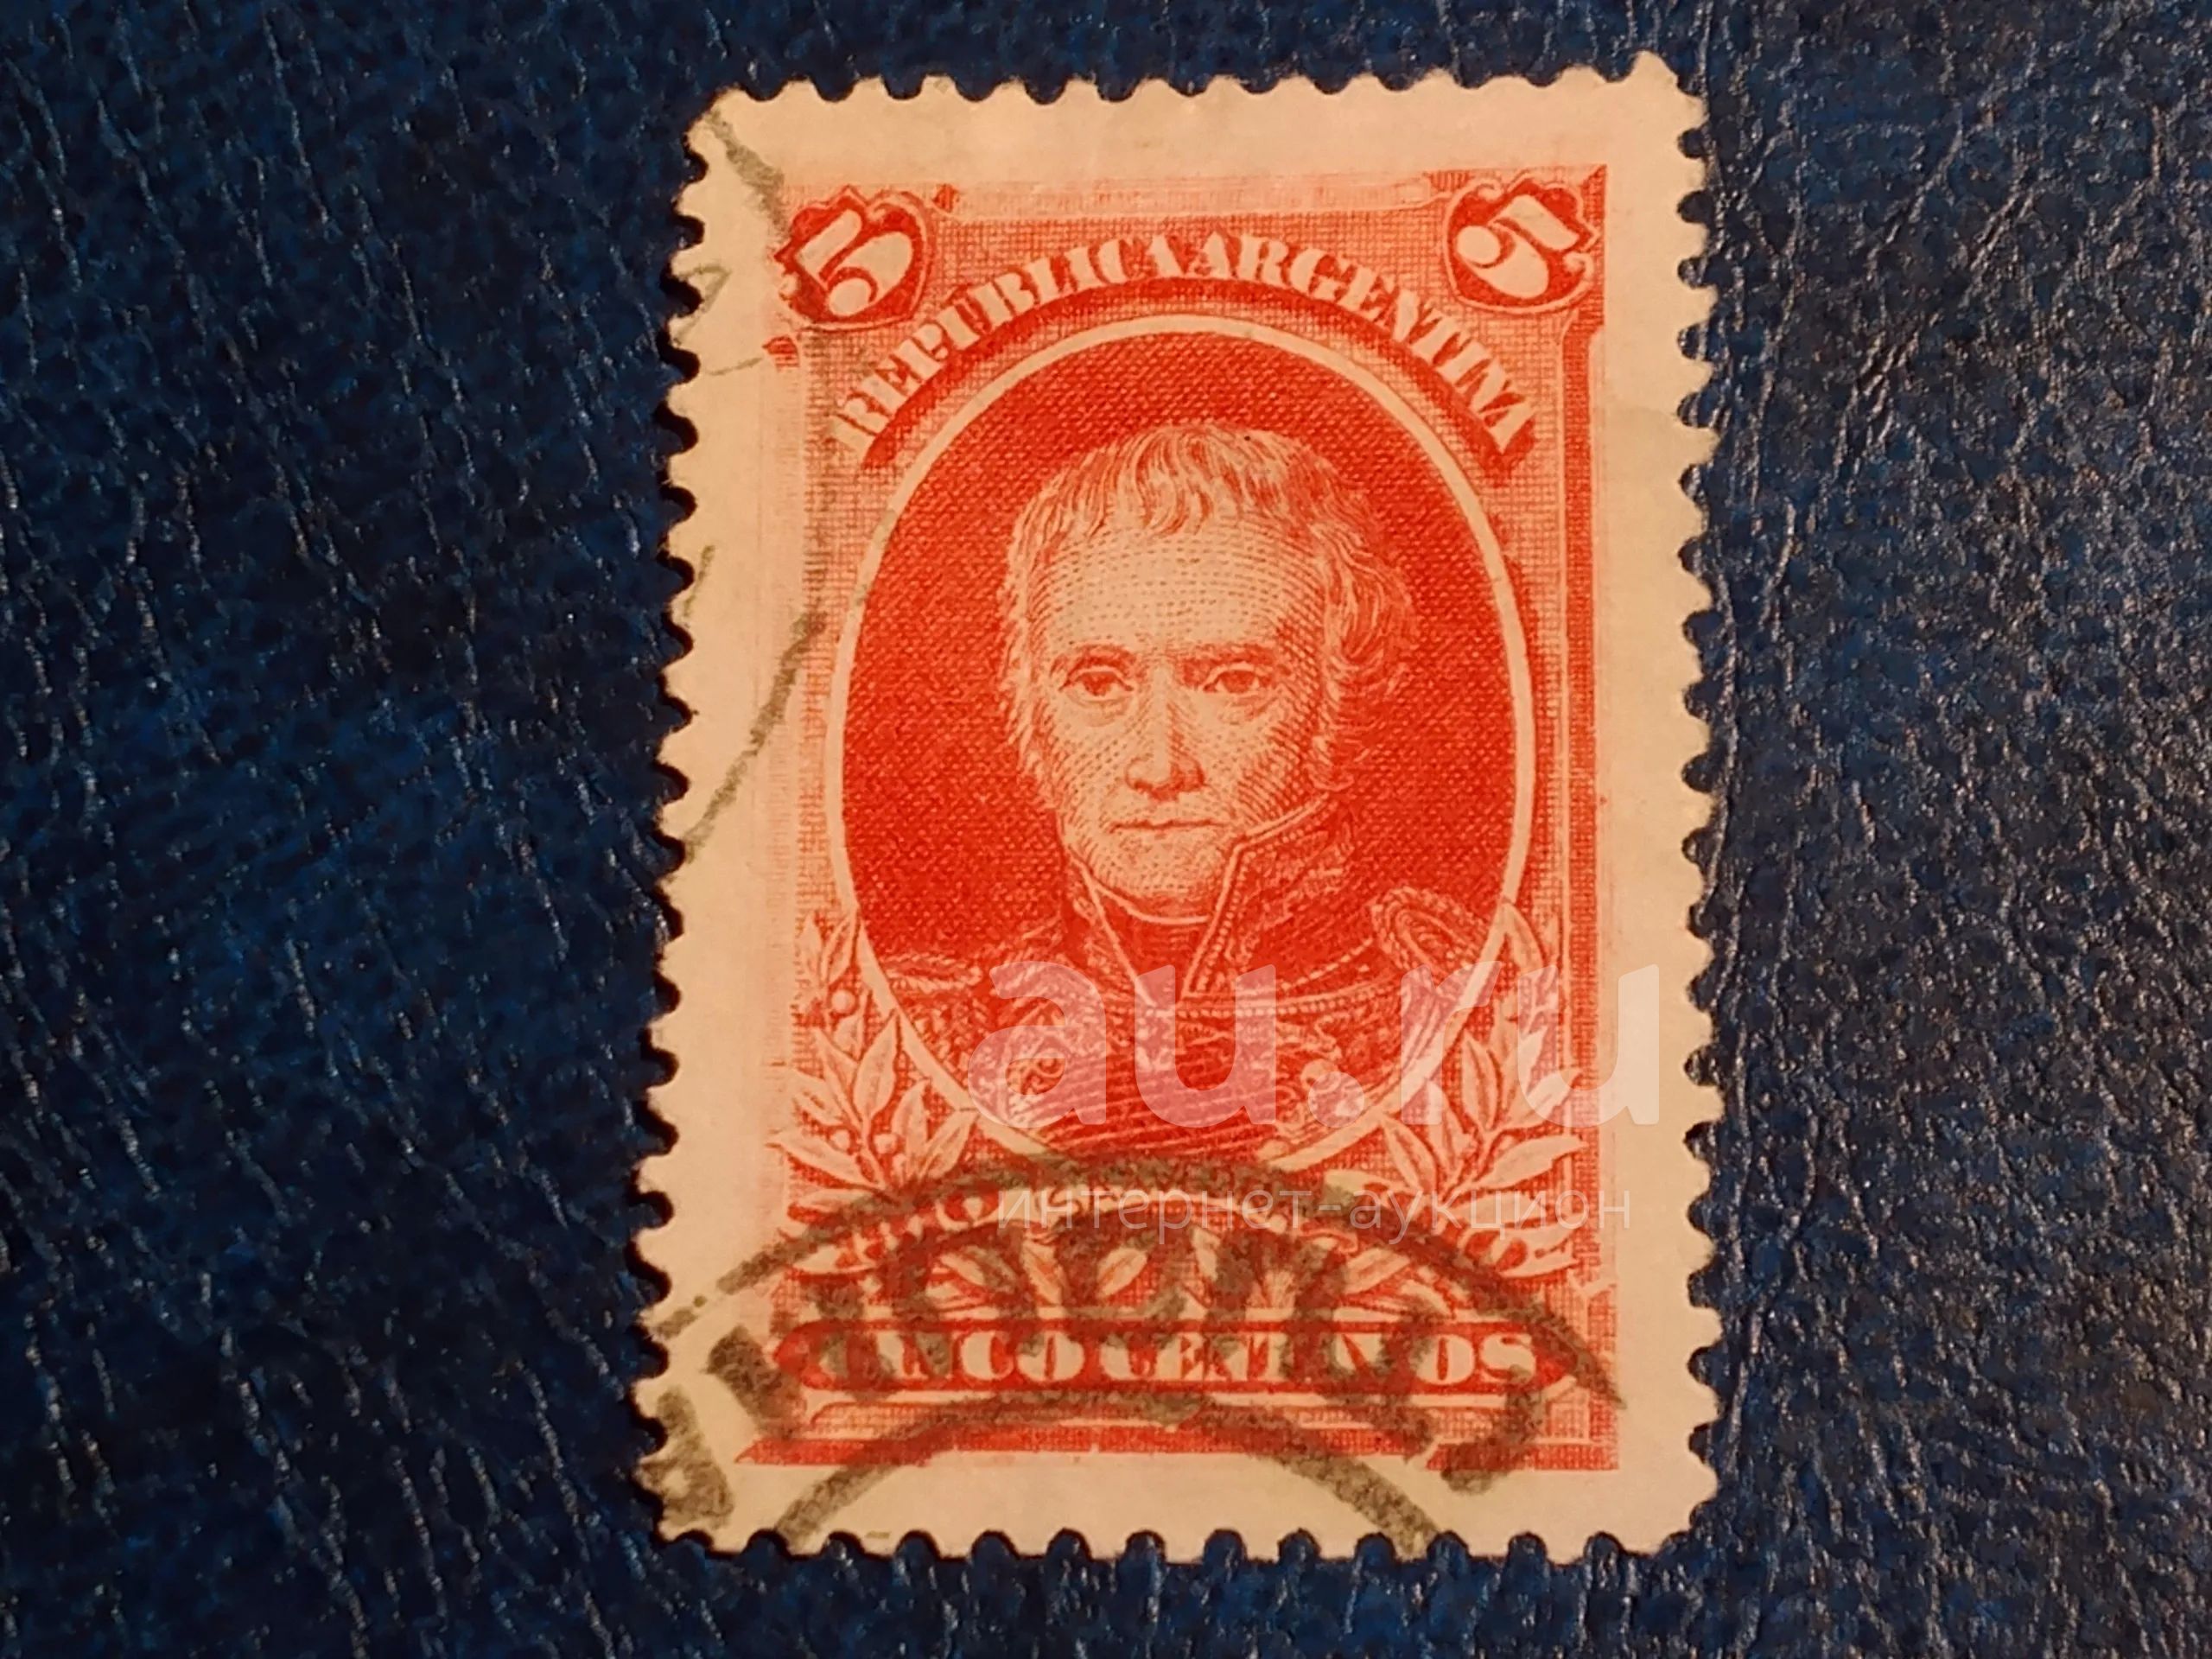 5 5
REPUBLICA ARGENTINA
au.ru
интернет-аукцион
CINCO CENTAVOS